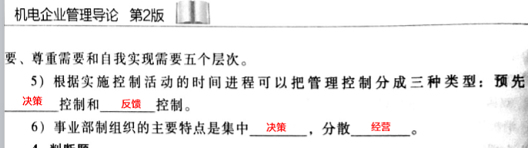 机电企业管理导论 第2版
要、尊重需要和自我实现需要五个层次。
5）根据实施控制活动的时间进程可以把管理控制分成三种类型：预先
决策 控制和 反馈 控制。
6）事业部制组织的主要特点是集中 决策 ，分散 经营 。